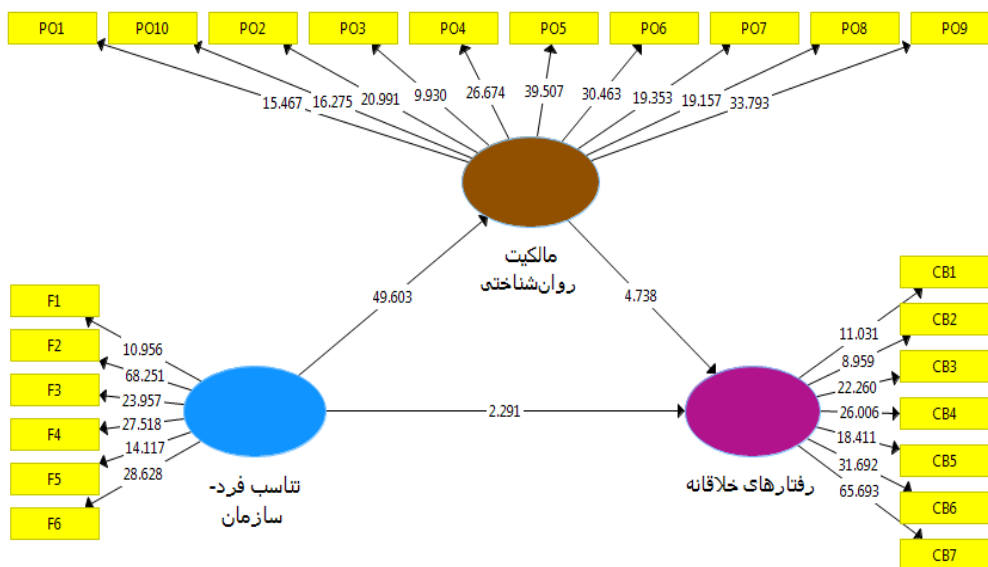 PO1 PO10 PO2 PO3 PO4 PO5 PO6 PO7 PO8 PO9
15.467 16.275 20.991 9.930 26.674 39.507 30.463 19.353 19.157 33.793
مالکیت
روان‌شناختی
49.603
4.738
F1
F2
F3
F4
F5
F6
10.956
68.251
23.957
27.518
14.117
28.628
تناسب فرد-
سازمان
2.291
رفتارهای خلاقانه
11.031
8.959
22.260
26.006
18.411
31.692
65.693
CB1
CB2
CB3
CB4
CB5
CB6
CB7